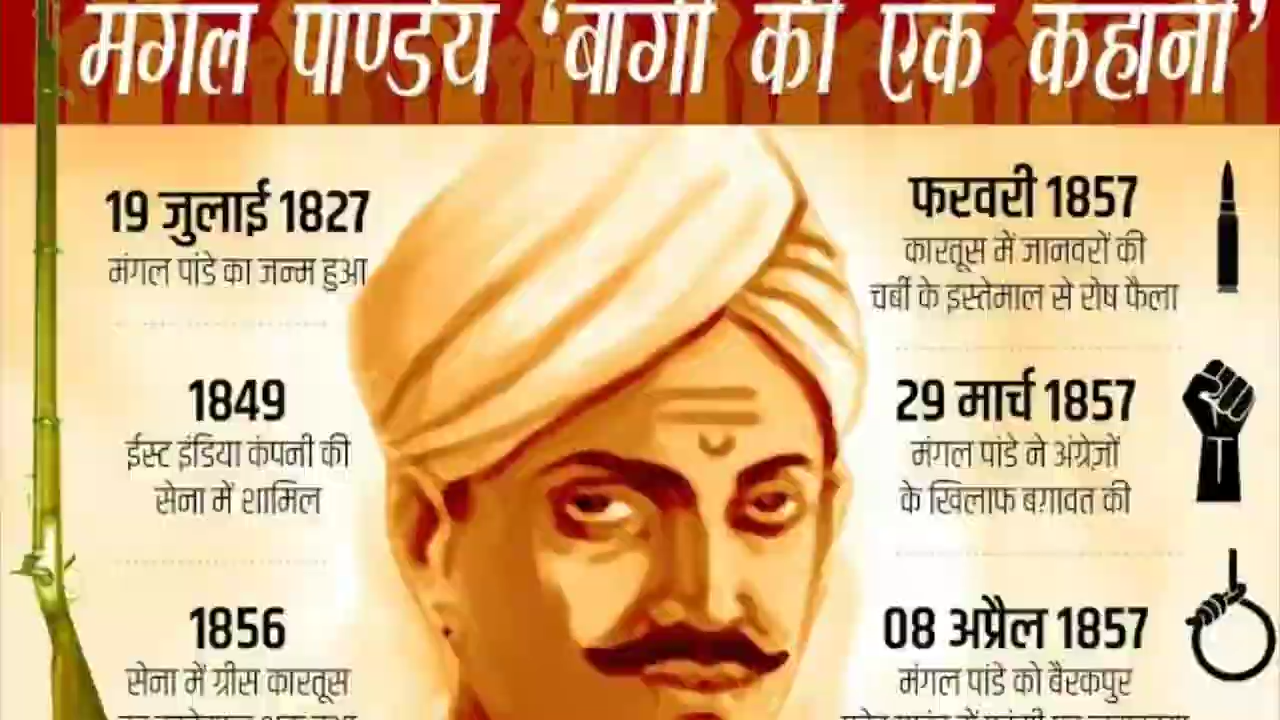 मंगल पाण्डेय ‘बागी की एक कहानी’
19 जुलाई 1827
मंगल पांडे का जन्म हुआ
1849
ईस्ट इंडिया कंपनी की
सेना में शामिल
1856
सेना में ग्रीस कारतूस
फरवरी 1857
कारतूस में जानवरों की
चर्बी के इस्तेमाल से रोष फैला
29 मार्च 1857
मंगल पांडे ने अंग्रेज़ों
के खिलाफ बग़ावत की
08 अप्रैल 1857
मंगल पांडे को बैरकपुर